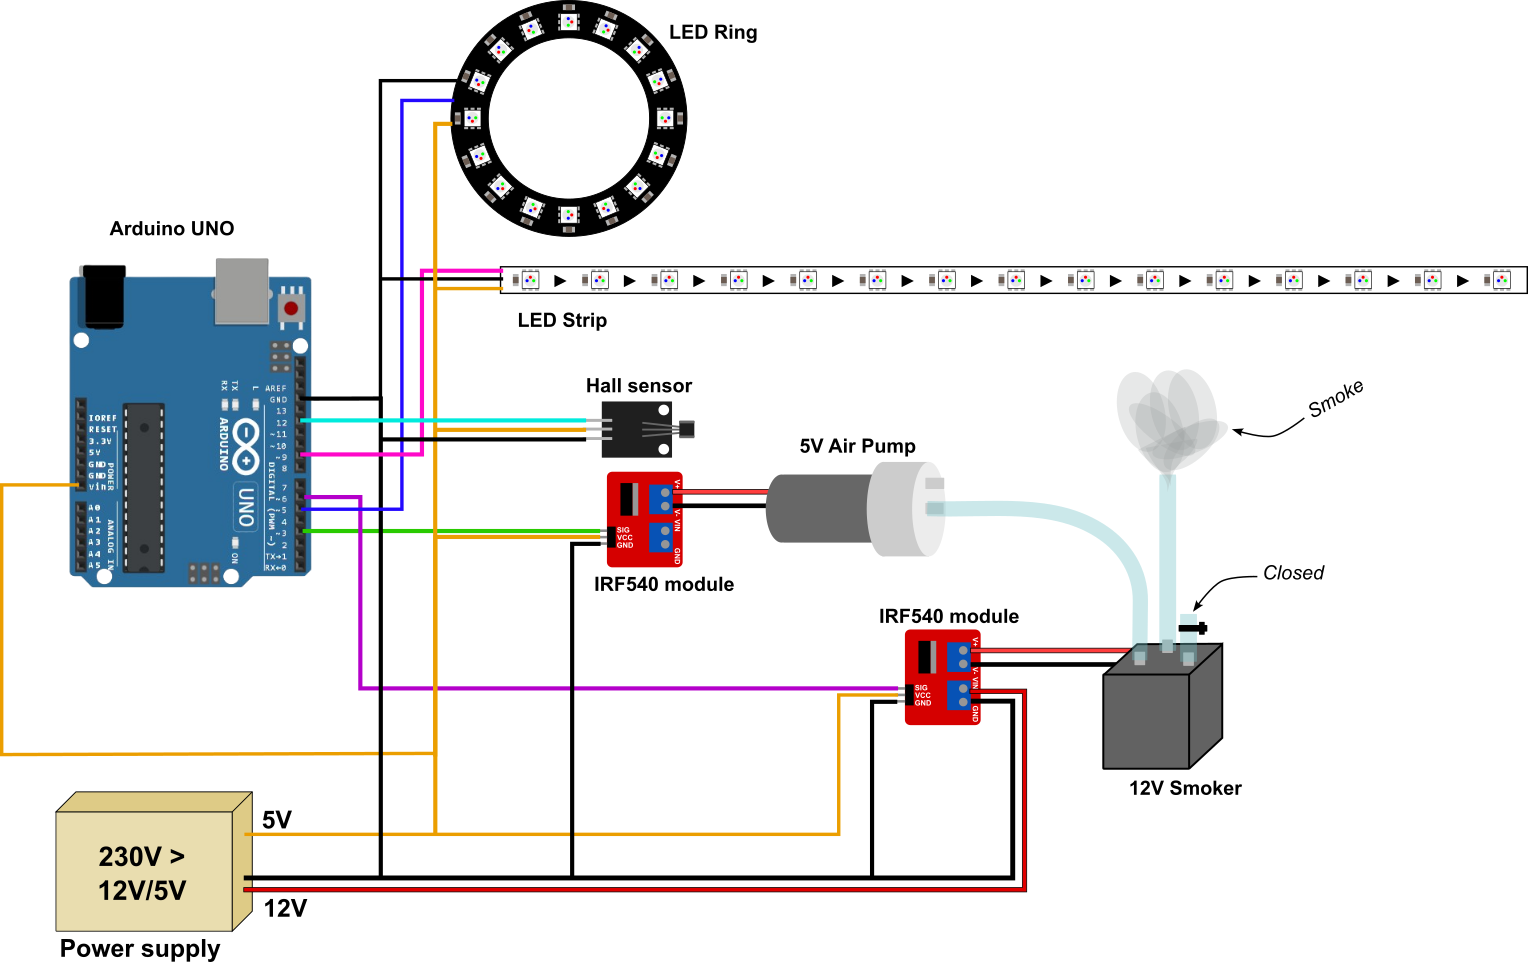 LED Ring
Arduino UNO
LED Strip
RX
TX
L
AREF
GND
13
12
~11
~10
~9
8
7
~6
~5
4
~3
2
TX→1
RX←0
DIGITAL (PWM ~)
ARDUINO
UNO
ON
IOREF
RESET
3.3V
5V
GND
GND
Vin
POWER
A0
A1
A2
A3
A4
A5
ANALOG IN
Hall sensor
5V Air Pump
Smoke
V+
V-
VIN
GND
SIG
VCC
GND
IRF540 module
Closed
IRF540 module
V+
V-
VIN
GND
SIG
VCC
GND
12V Smoker
5V
230V >
12V/5V
12V
Power supply